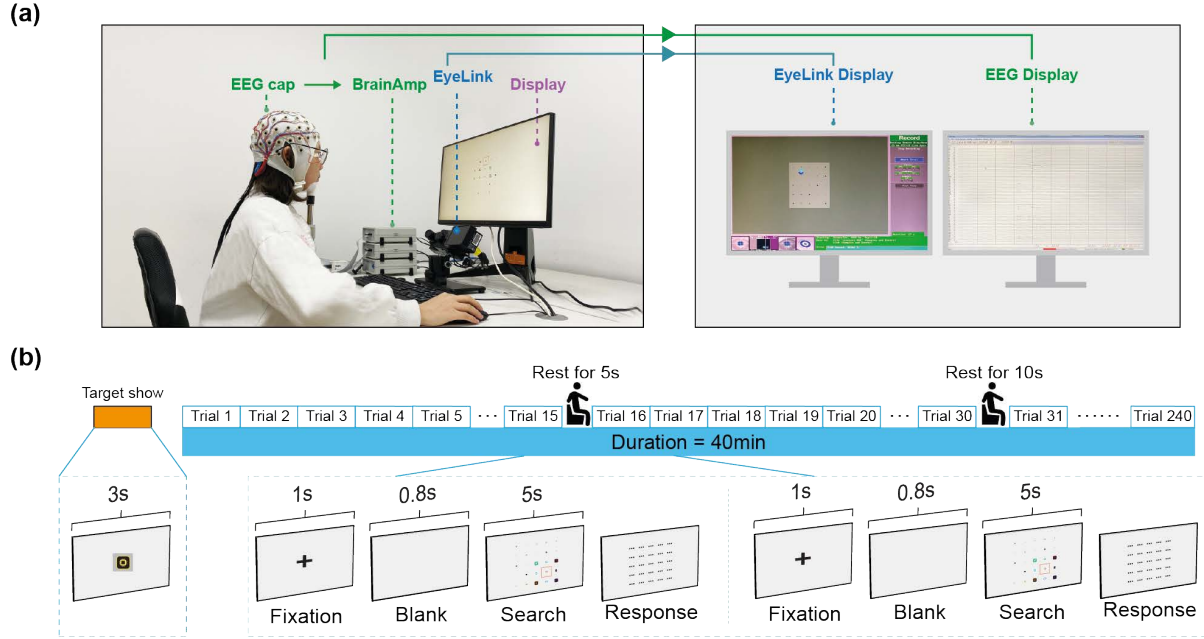 (a)
EEG cap
BrainAmp
EyeLink
Display
EyeLink Display
EEG Display
Record
(b)
Target show
Rest for 5s
Rest for 10s
Trial 1 Trial 2 Trial 3 Trial 4 Trial 5 ··· Trial 15 Trial 16 Trial 17 Trial 18 Trial 19 Trial 20 ··· Trial 30 Trial 31 ······ Trial 240
Duration = 40min
3s
1s 0.8s 5s
1s 0.8s 5s
Fixation Blank Search Response
Fixation Blank Search Response